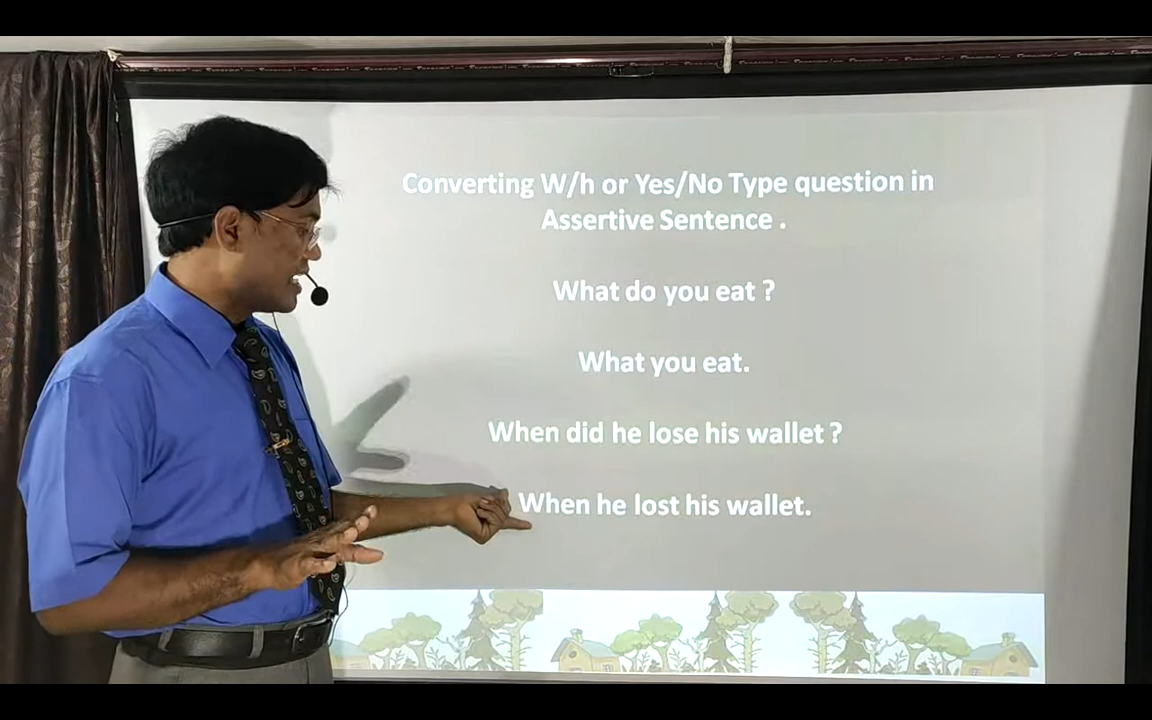 Converting W/h or Yes/No Type question in
Assertive Sentence .
What do you eat ?
What you eat.
When did he lose his wallet ?
When he lost his wallet.